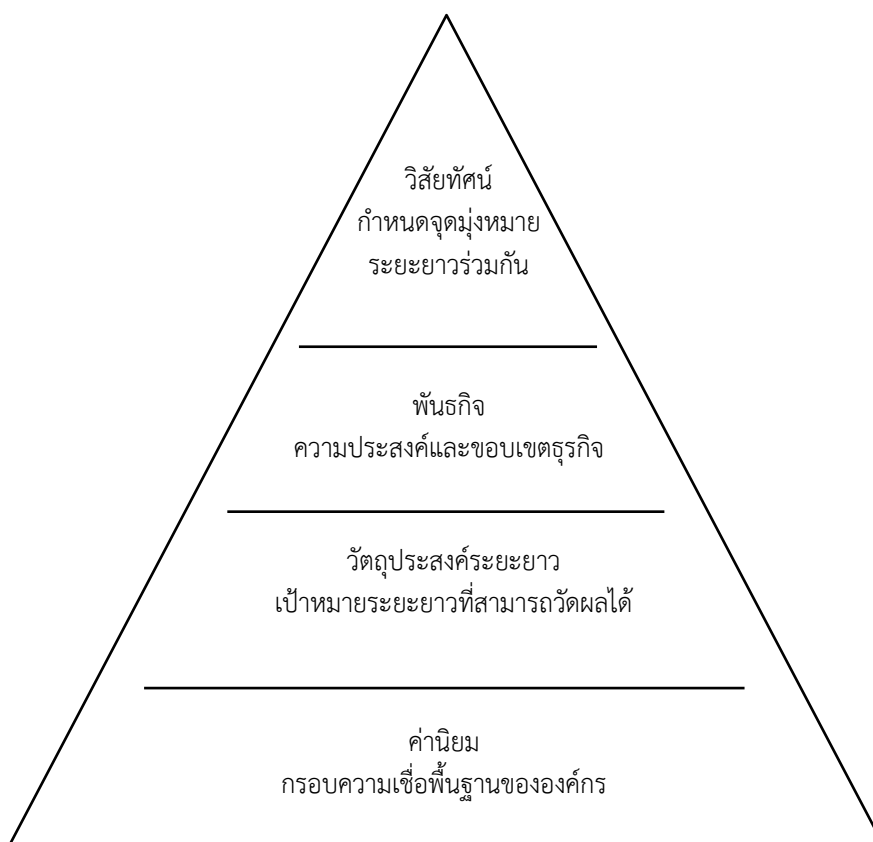 วิสัยทัศน์
กำหนดจุดมุ่งหมาย
ระยะยาวร่วมกัน
พันธกิจ
ความประสงค์และขอบเขตธุรกิจ
วัตถุประสงค์ระยะยาว
เป้าหมายระยะยาวที่สามารถวัดผลได้
ค่านิยม
กรอบความเชื่อพื้นฐานขององค์กร